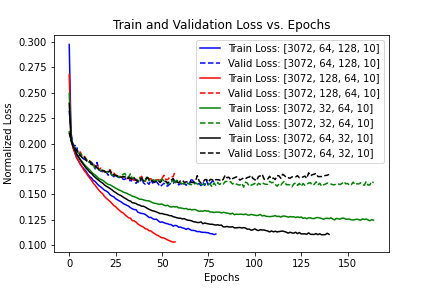 Train and Validation Loss vs. Epochs
Normalized Loss
0.300
0.275
0.250
0.225
0.200
0.175
0.150
0.125
0.100
Train Loss: [3072, 64, 128, 10]
Valid Loss: [3072, 64, 128, 10]
Train Loss: [3072, 128, 64, 10]
Valid Loss: [3072, 128, 64, 10]
Train Loss: [3072, 32, 64, 10]
Valid Loss: [3072, 32, 64, 10]
Train Loss: [3072, 64, 32, 10]
Valid Loss: [3072, 64, 32, 10]
0 25 50 75 100 125 150
Epochs